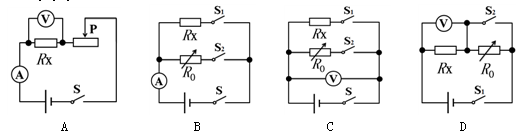 V P Rx A S A
S₁ Rx S₂ R₀ A S B
S₁ Rx S₂ R₀ V S C
V S₂ Rx R₀ S₁ D